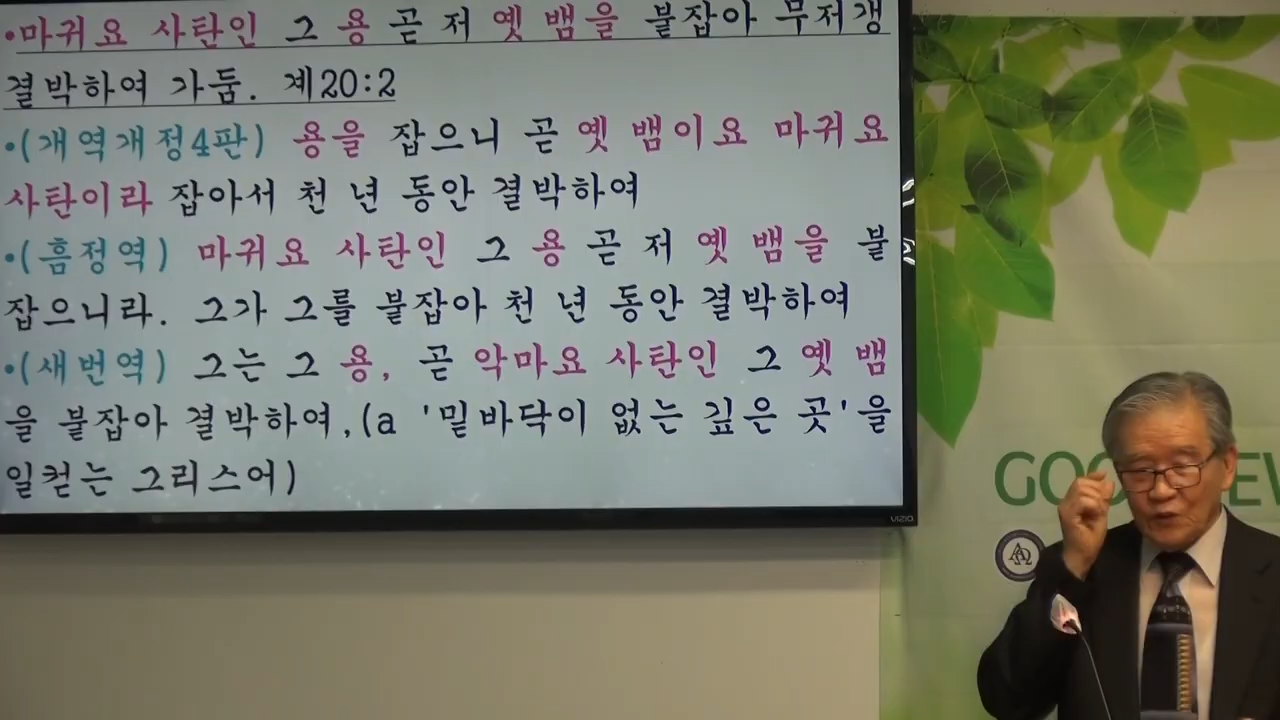 •마귀요 사탄인 그 용 곧 저 옛 뱀을 붙잡아 무저갱
결박하여 가둠. 계20:2
•(개역개정4판) 용을 잡으니 곧 옛 뱀이요 마귀요
사탄이라 잡아서 천 년 동안 결박하여
•(흠정역) 마귀요 사탄인 그 용 곧 저 옛 뱀을 붙
잡으니라. 그가 그를 붙잡아 천 년 동안 결박하여
•(새번역) 그는 그 용, 곧 악마요 사탄인 그 옛 뱀
을 붙잡아 결박하여,(a '밑바닥이 없는 깊은 곳'을
일컫는 그리스어)
VIZIO
GOO EW
ΑΩ